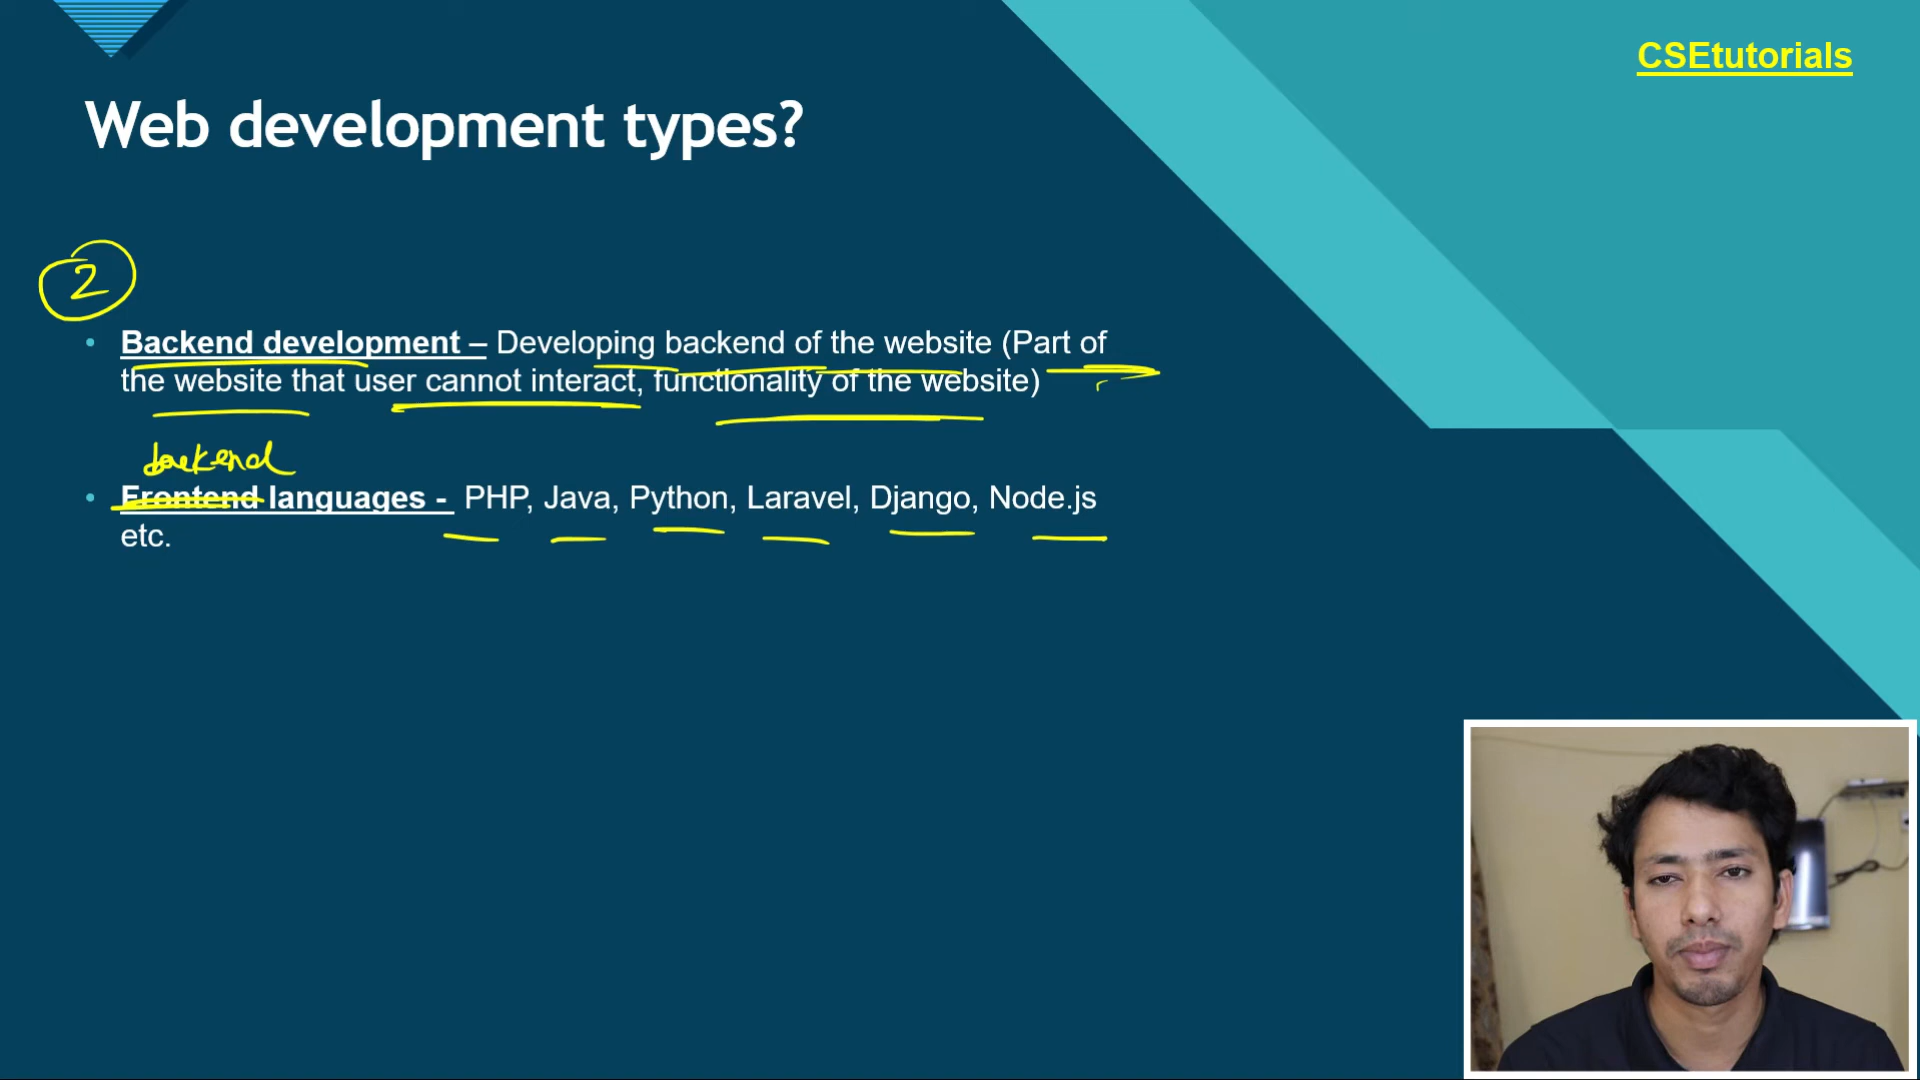 CSEtutorials
Web development types?
2
• Backend development – Developing backend of the website (Part of
the website that user cannot interact, functionality of the website)
backend
• Frontend languages - PHP, Java, Python, Laravel, Django, Node.js
etc.